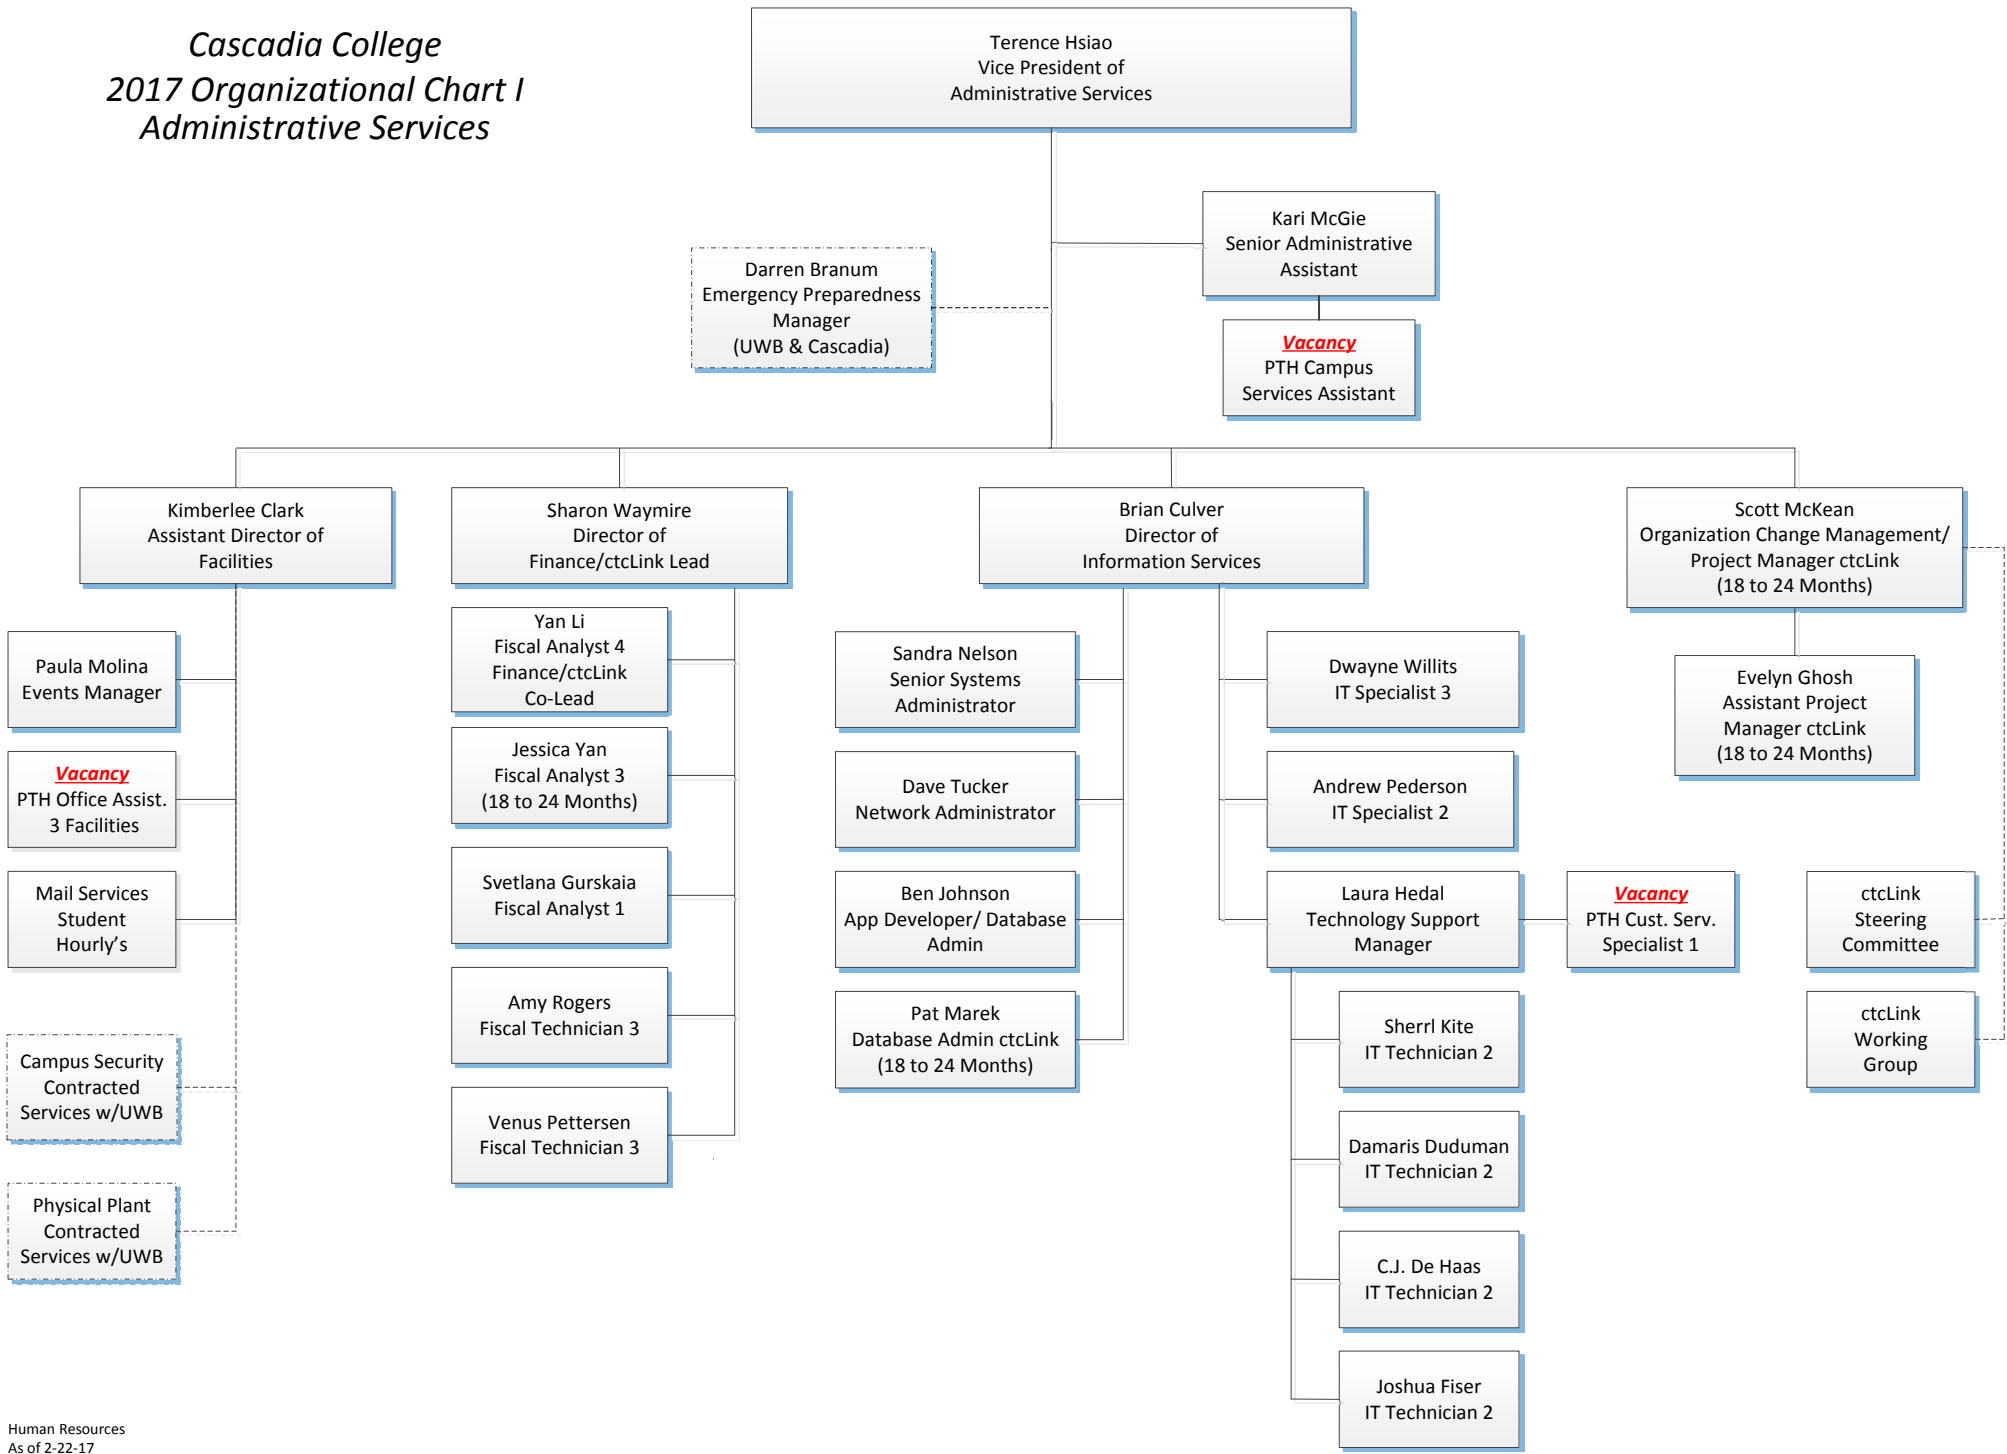 Cascadia College
2017 Organizational Chart I
Administrative Services
Terence Hsiao
Vice President of
Administrative Services
Kari McGie
Senior Administrative
Assistant
Darren Branum
Emergency Preparedness
Manager
(UWB & Cascadia)
Vacancy
PTH Campus
Services Assistant
Kimberlee Clark
Assistant Director of
Facilities
Paula Molina
Events Manager
Vacancy
PTH Office Assist.
3 Facilities
Mail Services
Student
Hourly’s
Campus Security
Contracted
Services w/UWB
Physical Plant
Contracted
Services w/UWB
Sharon Waymire
Director of
Finance/ctcLink Lead
Yan Li
Fiscal Analyst 4
Finance/ctcLink
Co-Lead
Jessica Yan
Fiscal Analyst 3
(18 to 24 Months)
Svetlana Gurskaia
Fiscal Analyst 1
Amy Rogers
Fiscal Technician 3
Venus Pettersen
Fiscal Technician 3
Brian Culver
Director of
Information Services
Sandra Nelson
Senior Systems
Administrator
Dave Tucker
Network Administrator
Ben Johnson
App Developer/ Database
Admin
Pat Marek
Database Admin ctcLink
(18 to 24 Months)
Dwayne Willits
IT Specialist 3
Andrew Pederson
IT Specialist 2
Laura Hedal
Technology Support
Manager
Vacancy
PTH Cust. Serv.
Specialist 1
Sherrl Kite
IT Technician 2
Damaris Duduman
IT Technician 2
C.J. De Haas
IT Technician 2
Joshua Fiser
IT Technician 2
Scott McKean
Organization Change Management/
Project Manager ctcLink
(18 to 24 Months)
Evelyn Ghosh
Assistant Project
Manager ctcLink
(18 to 24 Months)
ctcLink
Steering
Committee
ctcLink
Working
Group
Human Resources
As of 2-22-17